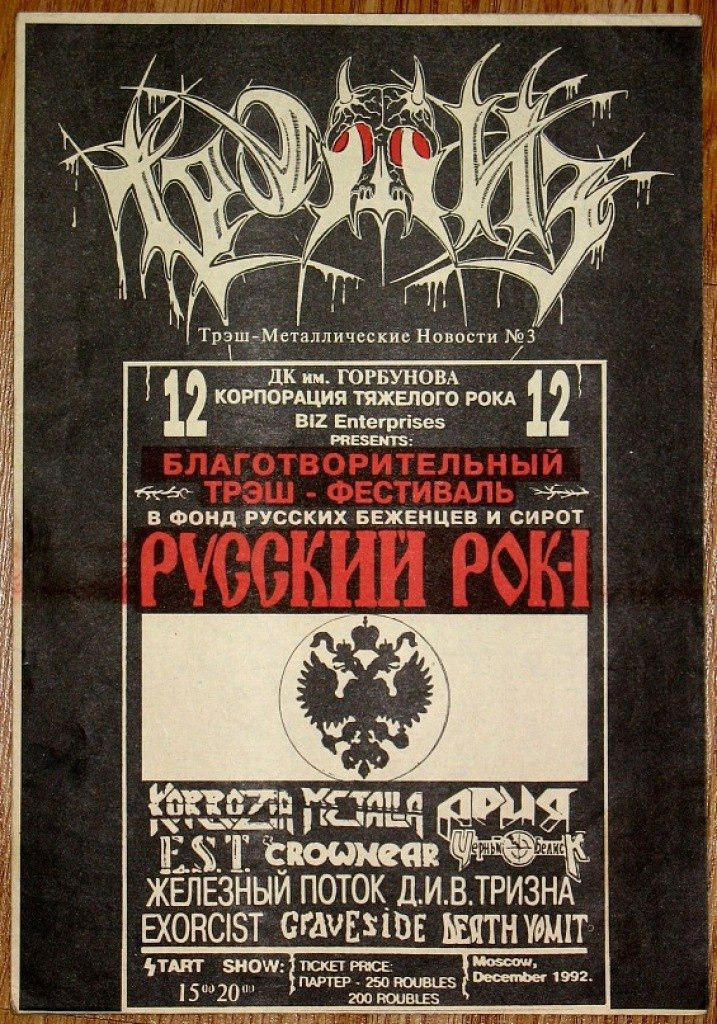 Трэш-Металлические Новости №3
12 ДК им. ГОРБУНОВА 12
КОРПОРАЦИЯ ТЯЖЕЛОГО РОКА
BIZ Enterprises
PRESENTS:
БЛАГОТВОРИТЕЛЬНЫЙ
ТРЭШ - ФЕСТИВАЛЬ
В ФОНД РУССКИХ БЕЖЕНЦЕВ И СИРОТ
РУССКИЙ РОК-I
KORROZIA METALLA АРИЯ
E.S.T. CROWNEAR Черный Обелиск
ЖЕЛЕЗНЫЙ ПОТОК Д.И.В. ТРИЗНА
EXORCIST GRAVESIDE DEATH VOMIT
START SHOW:
15⁰⁰ 20⁰⁰
TICKET PRICE:
ПАРТЕР - 250 ROUBLES
200 ROUBLES
Moscow,
December 1992.